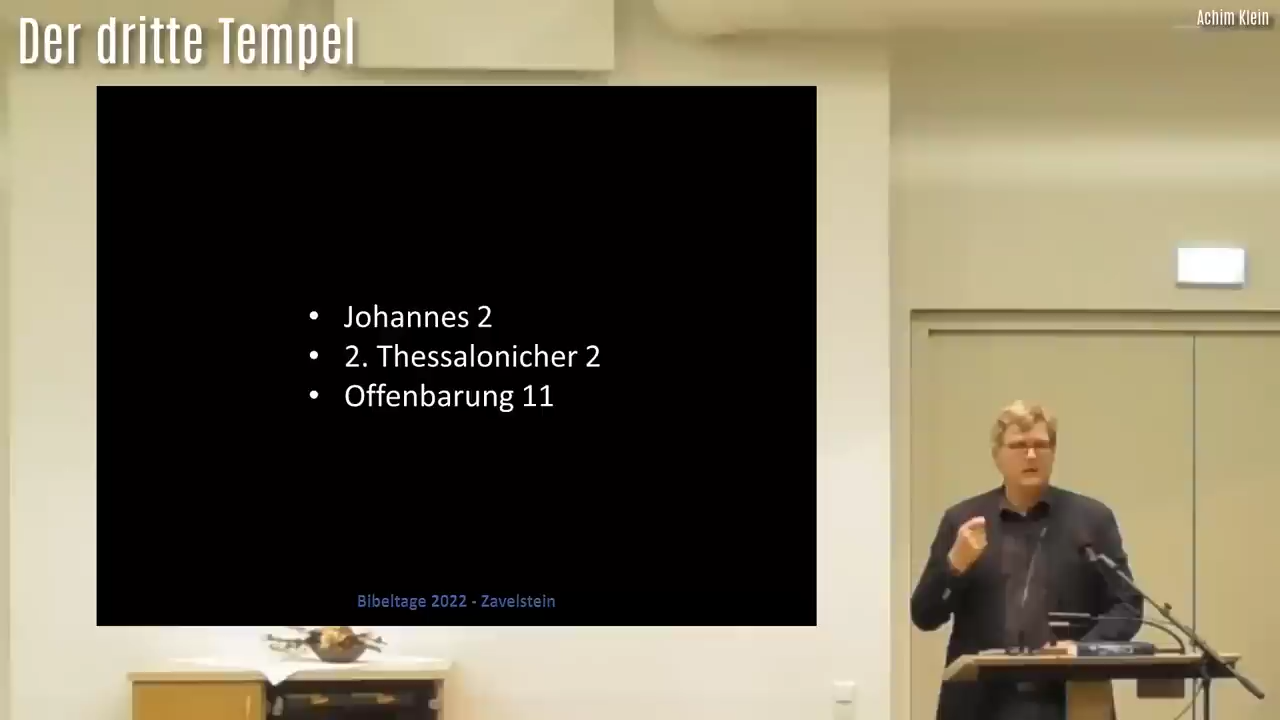 Der dritte Tempel
Achim Klein
• Johannes 2
• 2. Thessalonicher 2
• Offenbarung 11
Bibeltage 2022 - Zavelstein